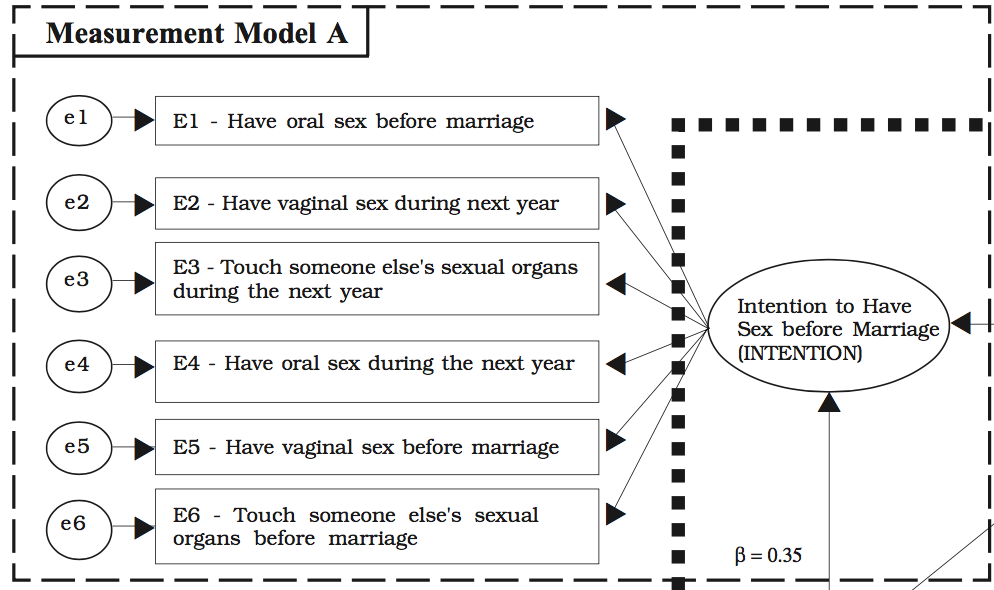 Measurement Model A
e1
E1 - Have oral sex before marriage
e2
E2 - Have vaginal sex during next year
e3
E3 - Touch someone else's sexual organs
during the next year
e4
E4 - Have oral sex during the next year
e5
E5 - Have vaginal sex before marriage
e6
E6 - Touch someone else's sexual
organs before marriage
Intention to Have
Sex before Marriage
(INTENTION)
β = 0.35